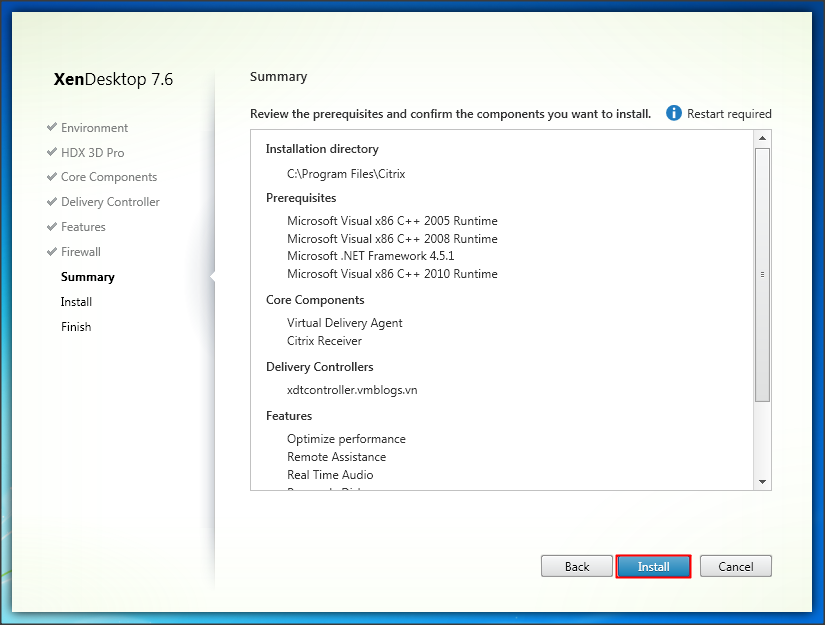 XenDesktop 7.6
Environment
HDX 3D Pro
Core Components
Delivery Controller
Features
Firewall
Summary
Install
Finish
Summary
Review the prerequisites and confirm the components you want to install. Restart required
Installation directory
C:\Program Files\Citrix
Prerequisites
Microsoft Visual x86 C++ 2005 Runtime
Microsoft Visual x86 C++ 2008 Runtime
Microsoft .NET Framework 4.5.1
Microsoft Visual x86 C++ 2010 Runtime
Core Components
Virtual Delivery Agent
Citrix Receiver
Delivery Controllers
xdtcontroller.vmblogs.vn
Features
Optimize performance
Remote Assistance
Real Time Audio
Back Install Cancel